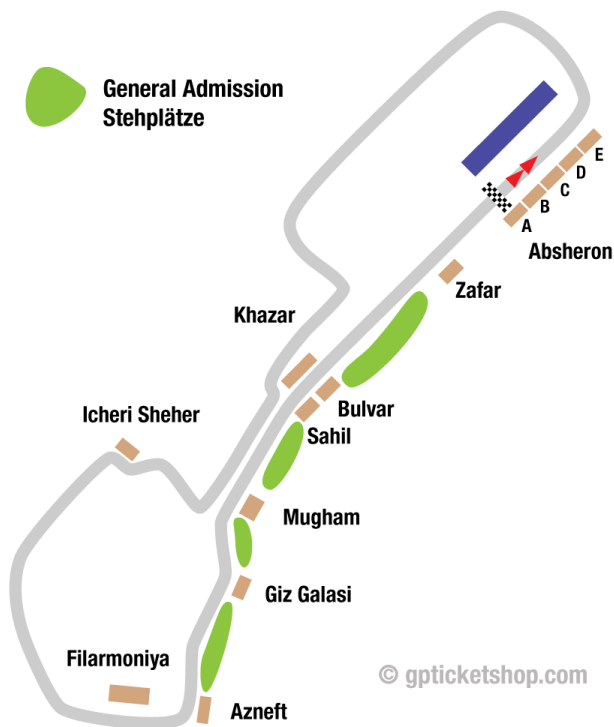 General Admission
Stehplätze
E
D
C
B
A
Absheron
Zafar
Khazar
Bulvar
Icheri Sheher
Sahil
Mugham
Giz Galasi
Filarmoniya
© gpticketshop.com
Azneft